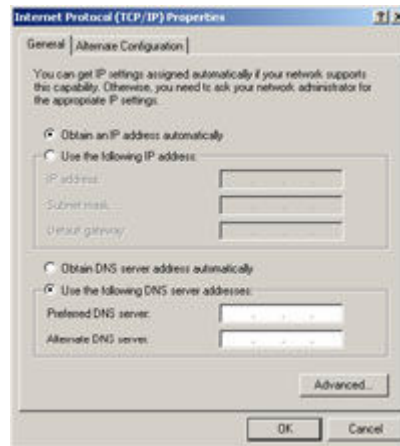 Internet Protocol (TCP/IP) Properties
General
Alternate Configuration
You can get IP settings assigned automatically if your network supports
this capability. Otherwise, you need to ask your network administrator for
the appropriate IP settings.
Obtain an IP address automatically
Use the following IP address:
IP address:
Subnet mask:
Default gateway:
Obtain DNS server address automatically
Use the following DNS server addresses:
Preferred DNS server:
Alternate DNS server:
Advanced...
OK
Cancel